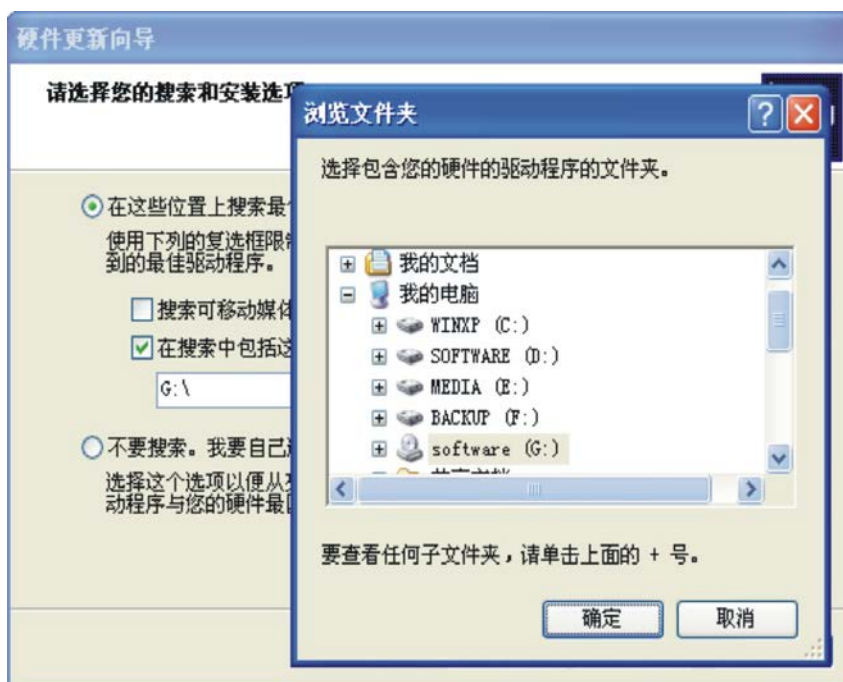 硬件更新向导
请选择您的搜索和安装选项
浏览文件夹
选择包含您的硬件的驱动程序的文件夹。
在这些位置上搜索最
使用下列的复选框限
到的最佳驱动程序。
搜索可移动媒体
在搜索中包括这
G:\
不要搜索。我要自己
选择这个选项以便从
动程序与您的硬件最
我的文档
我的电脑
WINXP (C:)
SOFTWARE (D:)
MEDIA (E:)
BACKUP (F:)
software (G:)
要查看任何子文件夹，请单击上面的 + 号。
确定
取消